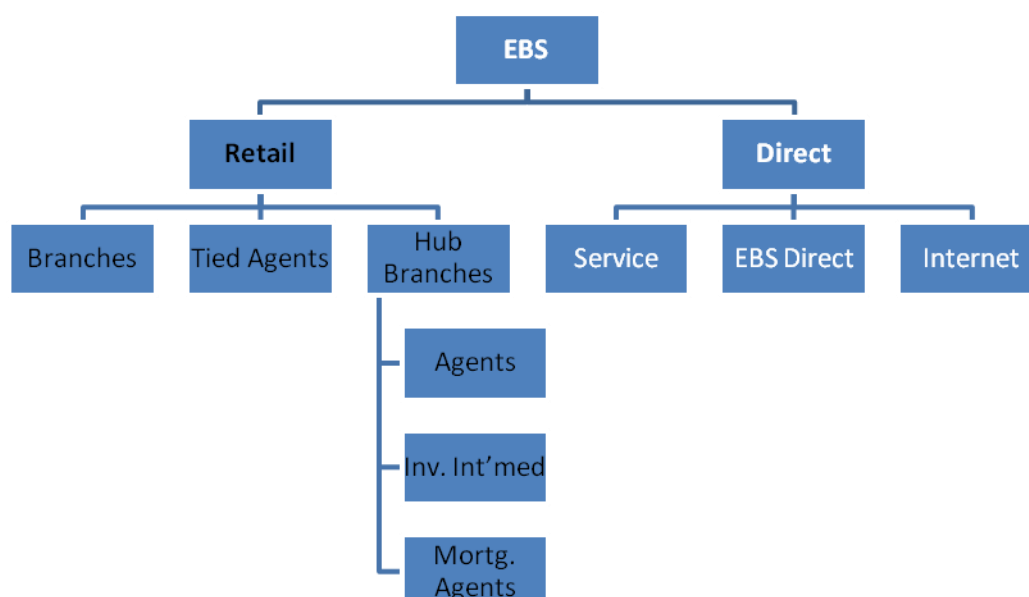 EBS
Retail
Direct
Branches
Tied Agents
Hub
Branches
Service
EBS Direct
Internet
Agents
Inv. Int’med
Mortg.
Agents